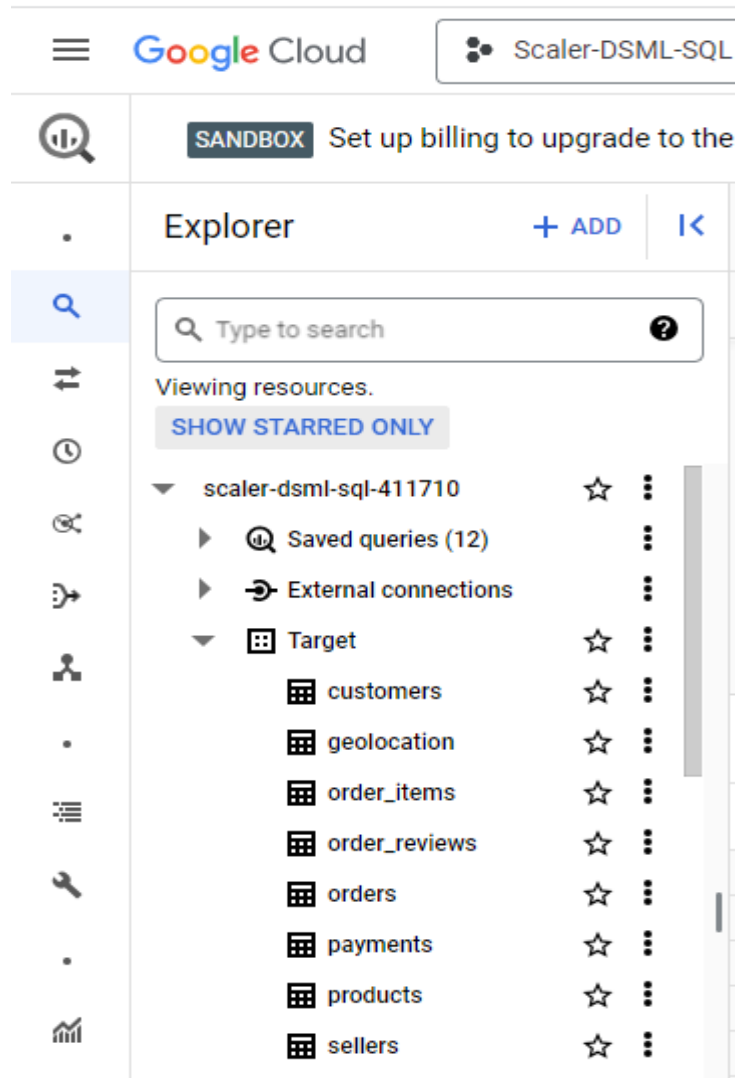 Google Cloud
Scaler-DSML-SQL
SANDBOX Set up billing to upgrade to the
Explorer
+ ADD
Type to search
Viewing resources.
SHOW STARRED ONLY
scaler-dsml-sql-411710
Saved queries (12)
External connections
Target
customers
geolocation
order_items
order_reviews
orders
payments
products
sellers